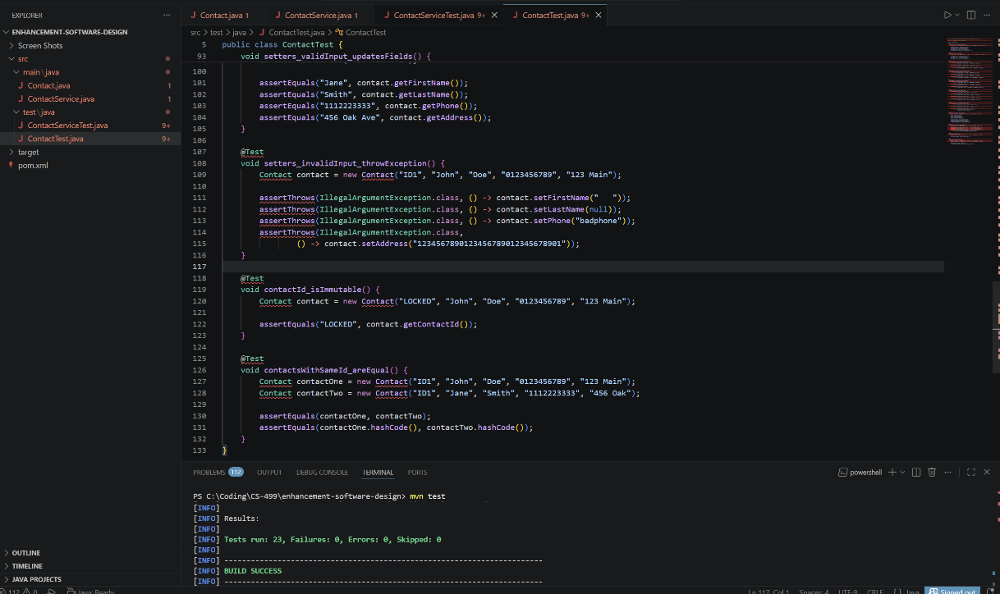 EXPLORER
ENHANCEMENT-SOFTWARE-DESIGN
Screen Shots
src
main\java
Contact.java 1
ContactService.java 1
test\java
ContactServiceTest.java 9+
ContactTest.java 9+
target
pom.xml
OUTLINE
TIMELINE
JAVA PROJECTS
Contact.java 1
ContactService.java 1
ContactServiceTest.java 9+
ContactTest.java 9+
src > test > java > ContactTest.java > ContactTest
5 public class ContactTest {
93 void setters_validInput_updatesFields() {
100
101 assertEquals("Jane", contact.getFirstName());
102 assertEquals("Smith", contact.getLastName());
103 assertEquals("1112223333", contact.getPhone());
104 assertEquals("456 Oak Ave", contact.getAddress());
105 }
106
107 @Test
108 void setters_invalidInput_throwException() {
109 Contact contact = new Contact("ID1", "John", "Doe", "0123456789", "123 Main");
110
111 assertThrows(IllegalArgumentException.class, () -> contact.setFirstName("   "));
112 assertThrows(IllegalArgumentException.class, () -> contact.setLastName(null));
113 assertThrows(IllegalArgumentException.class, () -> contact.setPhone("badphone"));
114 assertThrows(IllegalArgumentException.class,
115 () -> contact.setAddress("1234567890123456789012345678901"));
116 }
117
118 @Test
119 void contactId_isImmutable() {
120 Contact contact = new Contact("LOCKED", "John", "Doe", "0123456789", "123 Main");
121
122 assertEquals("LOCKED", contact.getContactId());
123 }
124
125 @Test
126 void contactsWithSameId_areEqual() {
127 Contact contactOne = new Contact("ID1", "John", "Doe", "0123456789", "123 Main");
128 Contact contactTwo = new Contact("ID1", "Jane", "Smith", "1112223333", "456 Oak");
129
130 assertEquals(contactOne, contactTwo);
131 assertEquals(contactOne.hashCode(), contactTwo.hashCode());
132 }
133 }
PROBLEMS 112 OUTPUT DEBUG CONSOLE TERMINAL PORTS
powershell
PS C:\Coding\CS-499\enhancement-software-design> mvn test
[INFO]
[INFO] Results:
[INFO]
[INFO] Tests run: 23, Failures: 0, Errors: 0, Skipped: 0
[INFO]
[INFO] ------------------------------------------------------------------------
[INFO] BUILD SUCCESS
[INFO] ------------------------------------------------------------------------
112 0 Java: Ready Ln 117, Col 1 Spaces: 4 UTF-8 CRLF { } Java Signed out